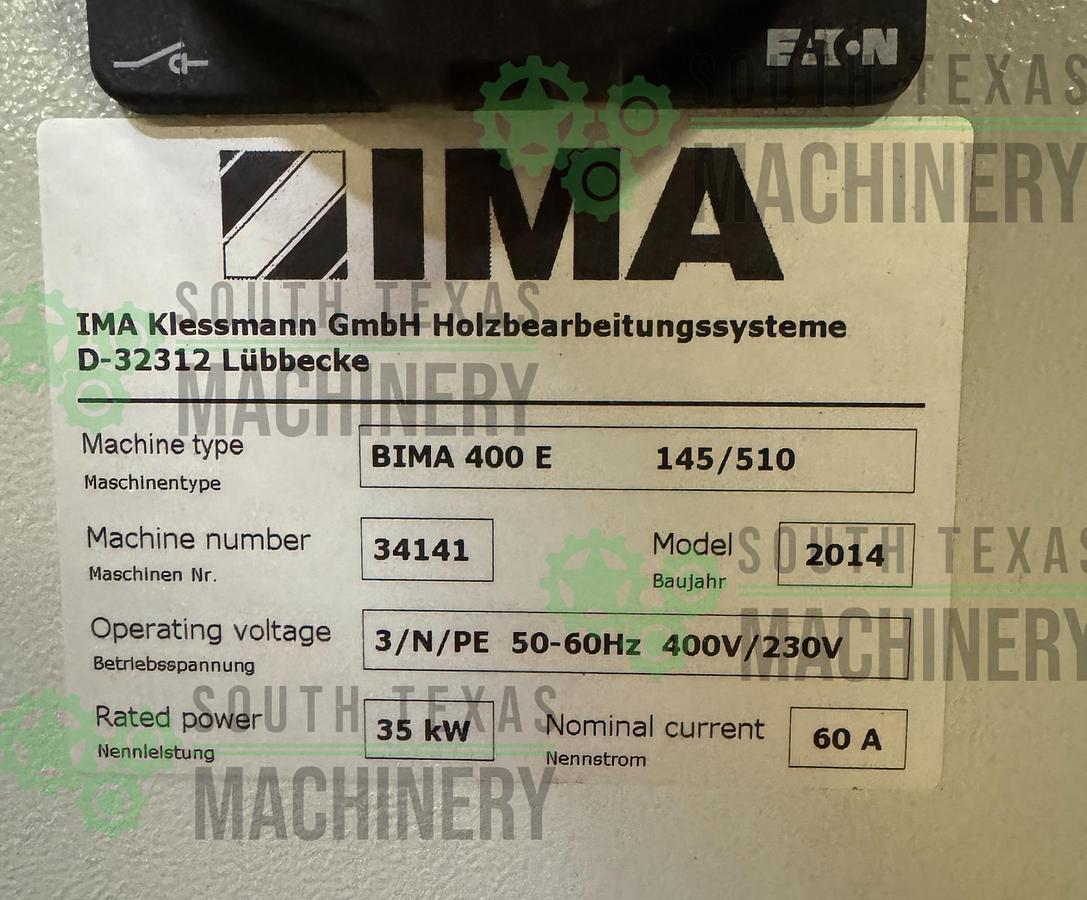 EATON
SOUTH TEXAS
MACHINERY
IMA
SOUTH TEXAS
IMA Klessmann GmbH Holzbearbeitungssysteme
D-32312 Lübbecke
MACHINERY
Machine type BIMA 400 E 145/510
Maschinentype
Machine number 34141 Model 2014
Maschinen Nr. Baujahr
SOUTH TEXAS
MACHINERY
Operating voltage 3/N/PE 50-60Hz 400V/230V
Betriebsspannung
SOUTH TEXAS
Rated power 35 kW Nominal current 60 A
Nennleistung Nennstrom
MACHINERY